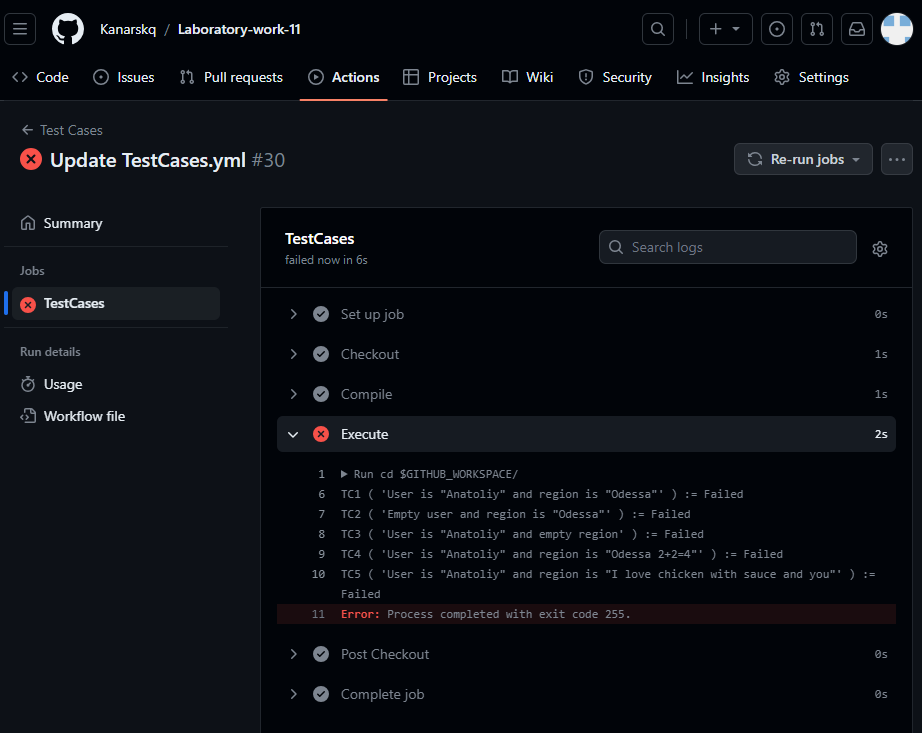 Kanarskq / Laboratory-work-11
Code Issues Pull requests Actions Projects Wiki Security Insights Settings
Test Cases
Update TestCases.yml #30
Re-run jobs
Summary
Jobs
TestCases
Run details
Usage
Workflow file
TestCases
failed now in 6s
Search logs
Set up job 0s
Checkout 1s
Compile 1s
Execute 2s
1 Run cd $GITHUB_WORKSPACE/
6 TC1 ( 'User is "Anatoliy" and region is "Odessa"' ) := Failed
7 TC2 ( 'Empty user and region is "Odessa"' ) := Failed
8 TC3 ( 'User is "Anatoliy" and empty region' ) := Failed
9 TC4 ( 'User is "Anatoliy" and region is "Odessa 2+2=4"' ) := Failed
10 TC5 ( 'User is "Anatoliy" and region is "I love chicken with sauce and you"' ) :=
Failed
11 Error: Process completed with exit code 255.
Post Checkout 0s
Complete job 0s